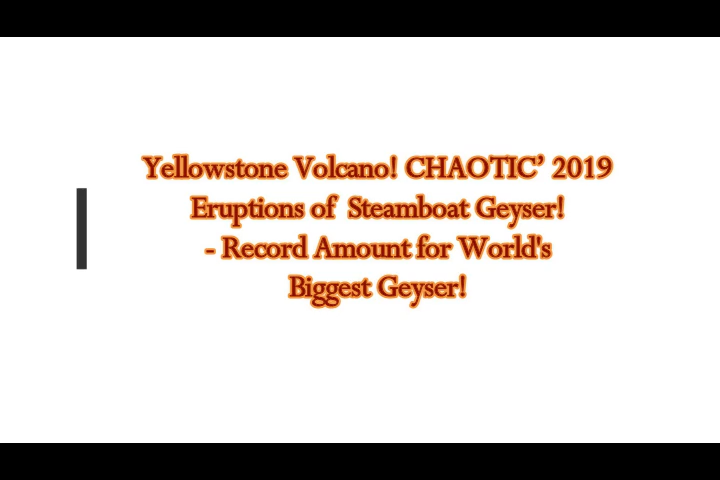 Yellowstone Volcano! CHAOTIC’ 2019
Eruptions of Steamboat Geyser!
- Record Amount for World's
Biggest Geyser!